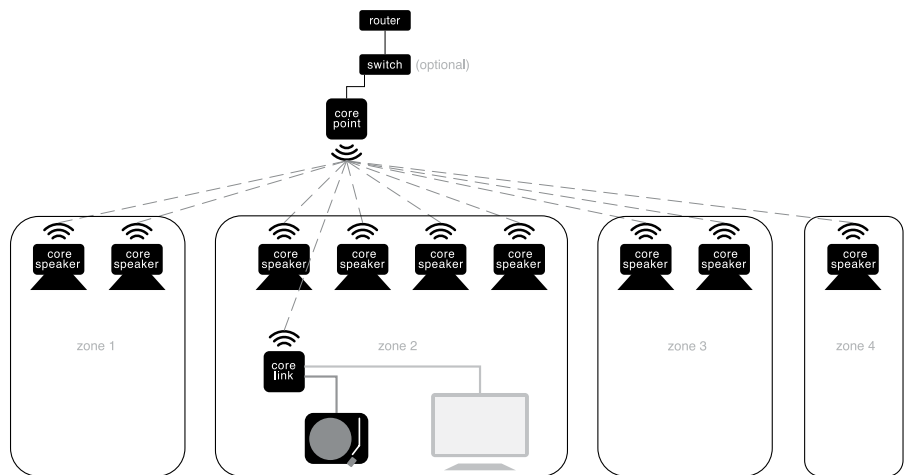 router
switch (optional)
core
point
core
speaker
core
speaker
core
speaker
core
speaker
core
speaker
core
speaker
core
speaker
core
speaker
core
speaker
zone 1
zone 2
zone 3
zone 4
core
link